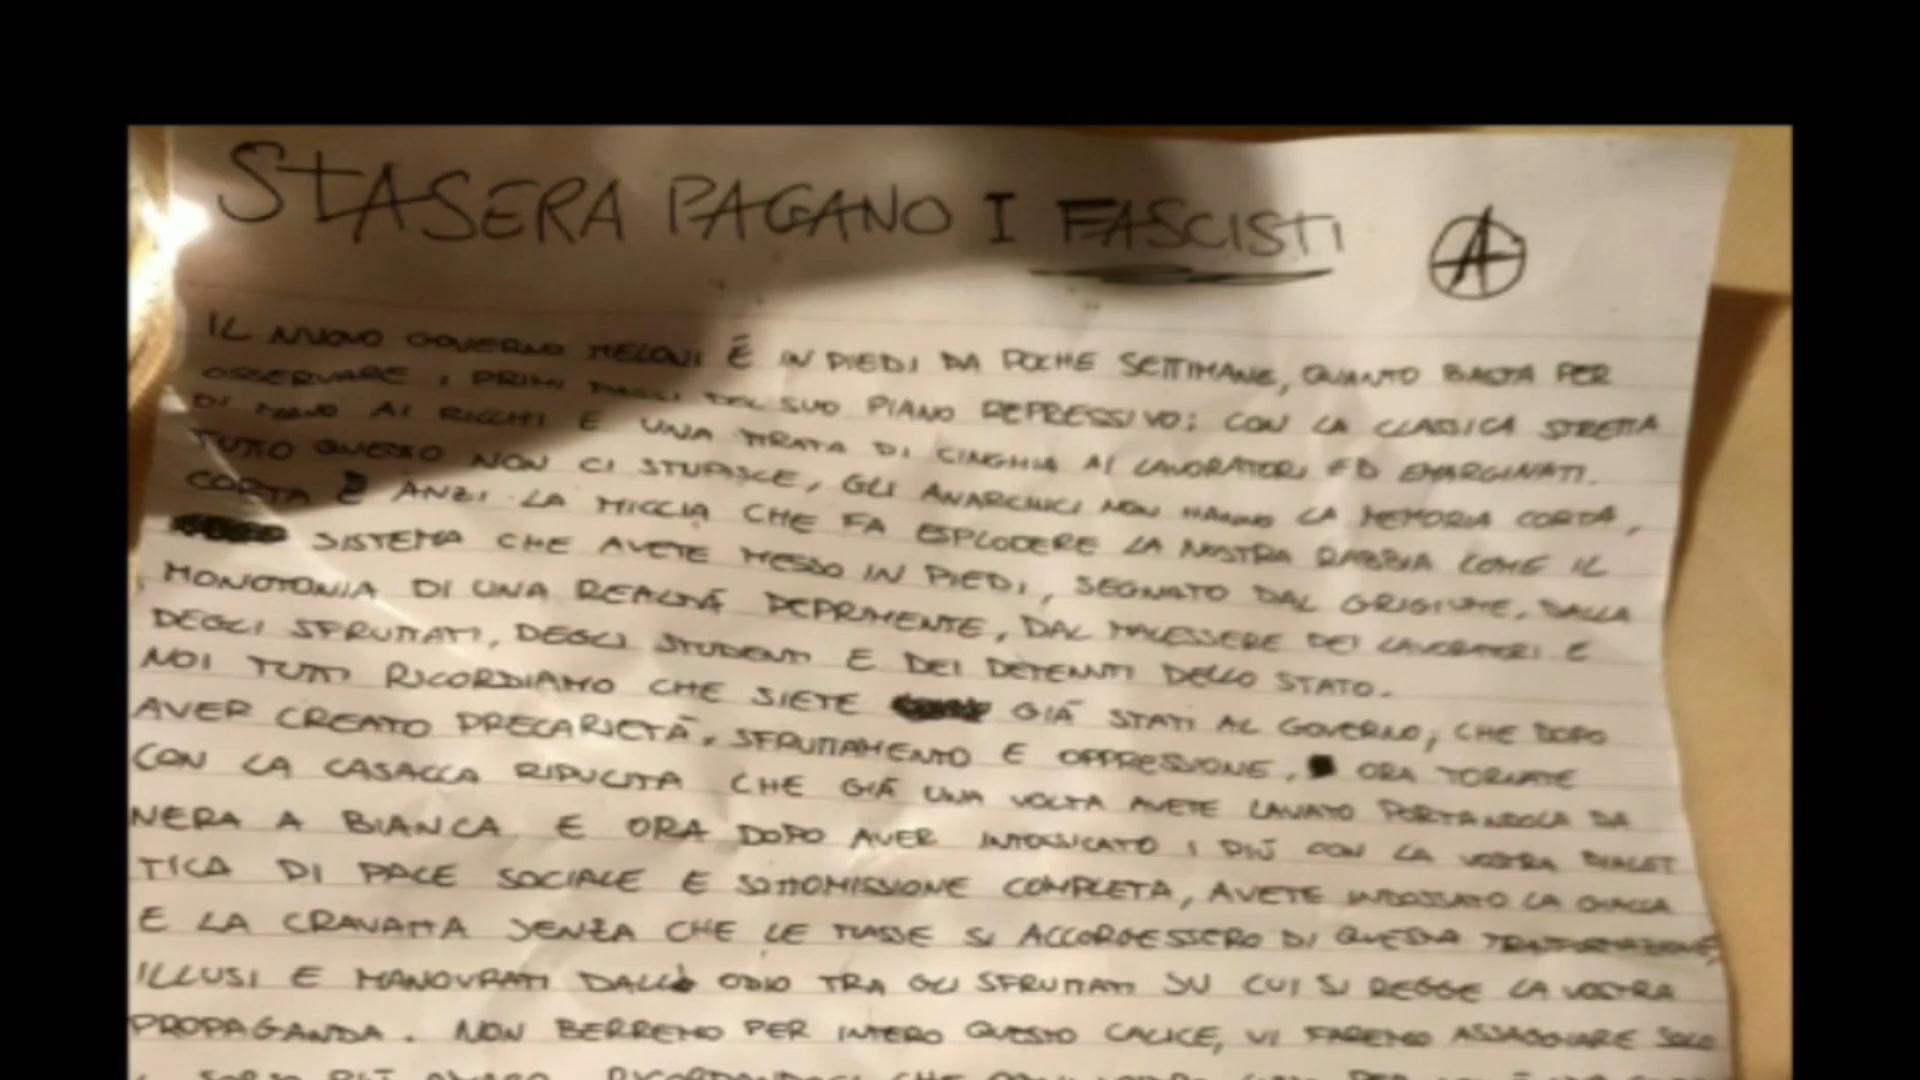 STASERA PAGANO I FASCISTI
IL NUOVO GOVERNO MELONI É IN PIEDI DA POCHE SETTIMANE, QUANTO BASTA PER
OSSERVARE I PRIMI PASSI DEL SUO PIANO REPRESSIVO: CON LA CLASSICA STRETTA
DI MANO AI RICCHI E UNA TIRATA DI CINGHIA AI LAVORATORI ED EMARGINATI.
TUTTO QUESTO NON CI STUPISCE, GLI ANARCHICI NON HANNO LA MEMORIA CORTA,
CORTA È ANZI LA MICCIA CHE FA ESPLODERE LA NOSTRA RABBIA COME IL
SISTEMA CHE AVETE MESSO IN PIEDI, SEGNATO DAL GRIGIUME, DALLA
MONOTONIA DI UNA REALTÁ DEPRIMENTE, DAL MALESSERE DEI LAVORATORI E
DEGLI SFRUTTATI, DEGLI STUDENTI E DEI DETENUTI DELLO STATO.
NOI TUTTI RICORDIAMO CHE SIETE GIÁ STATI AL GOVERNO, CHE DOPO
AVER CREATO PRECARIETÁ, SFRUTTAMENTO E OPPRESSIONE, ORA TORNATE
CON LA CASACCA RIPULITA CHE GIÁ UNA VOLTA AVETE LAVATO PORTANDOLA DA
NERA A BIANCA E ORA DOPO AVER INTOSSICATO I PIÚ CON LA VOSTRA DIALET
TICA DI PACE SOCIALE E SOTTOMISSIONE COMPLETA, AVETE INDOSSATO LA GIACCA
E LA CRAVATTA SENZA CHE LE MASSE SI ACCORGESSERO DI QUESTA
ILLUSI E MANOVRATI DALL'ODIO TRA GLI SFRUTTATI SU CUI SI REGGE LA VOSTRA
PROPAGANDA. NON BERREMO PER INTERO QUESTO CALICE, VI FAREMO ASSAGGIARE SOLO